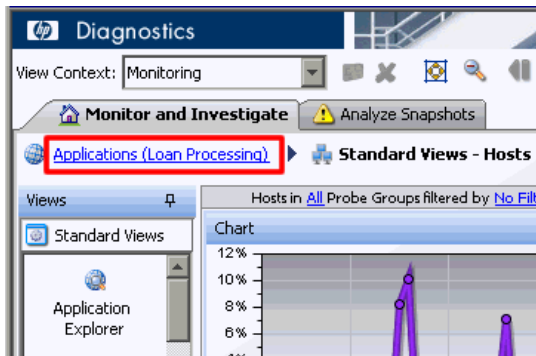 hp Diagnostics
View Context: Monitoring
Monitor and Investigate Analyze Snapshots
Applications (Loan Processing) Standard Views - Hosts
Views Hosts in All Probe Groups filtered by No Filt
Standard Views Chart
12%
10%
Application Explorer
8%
6%